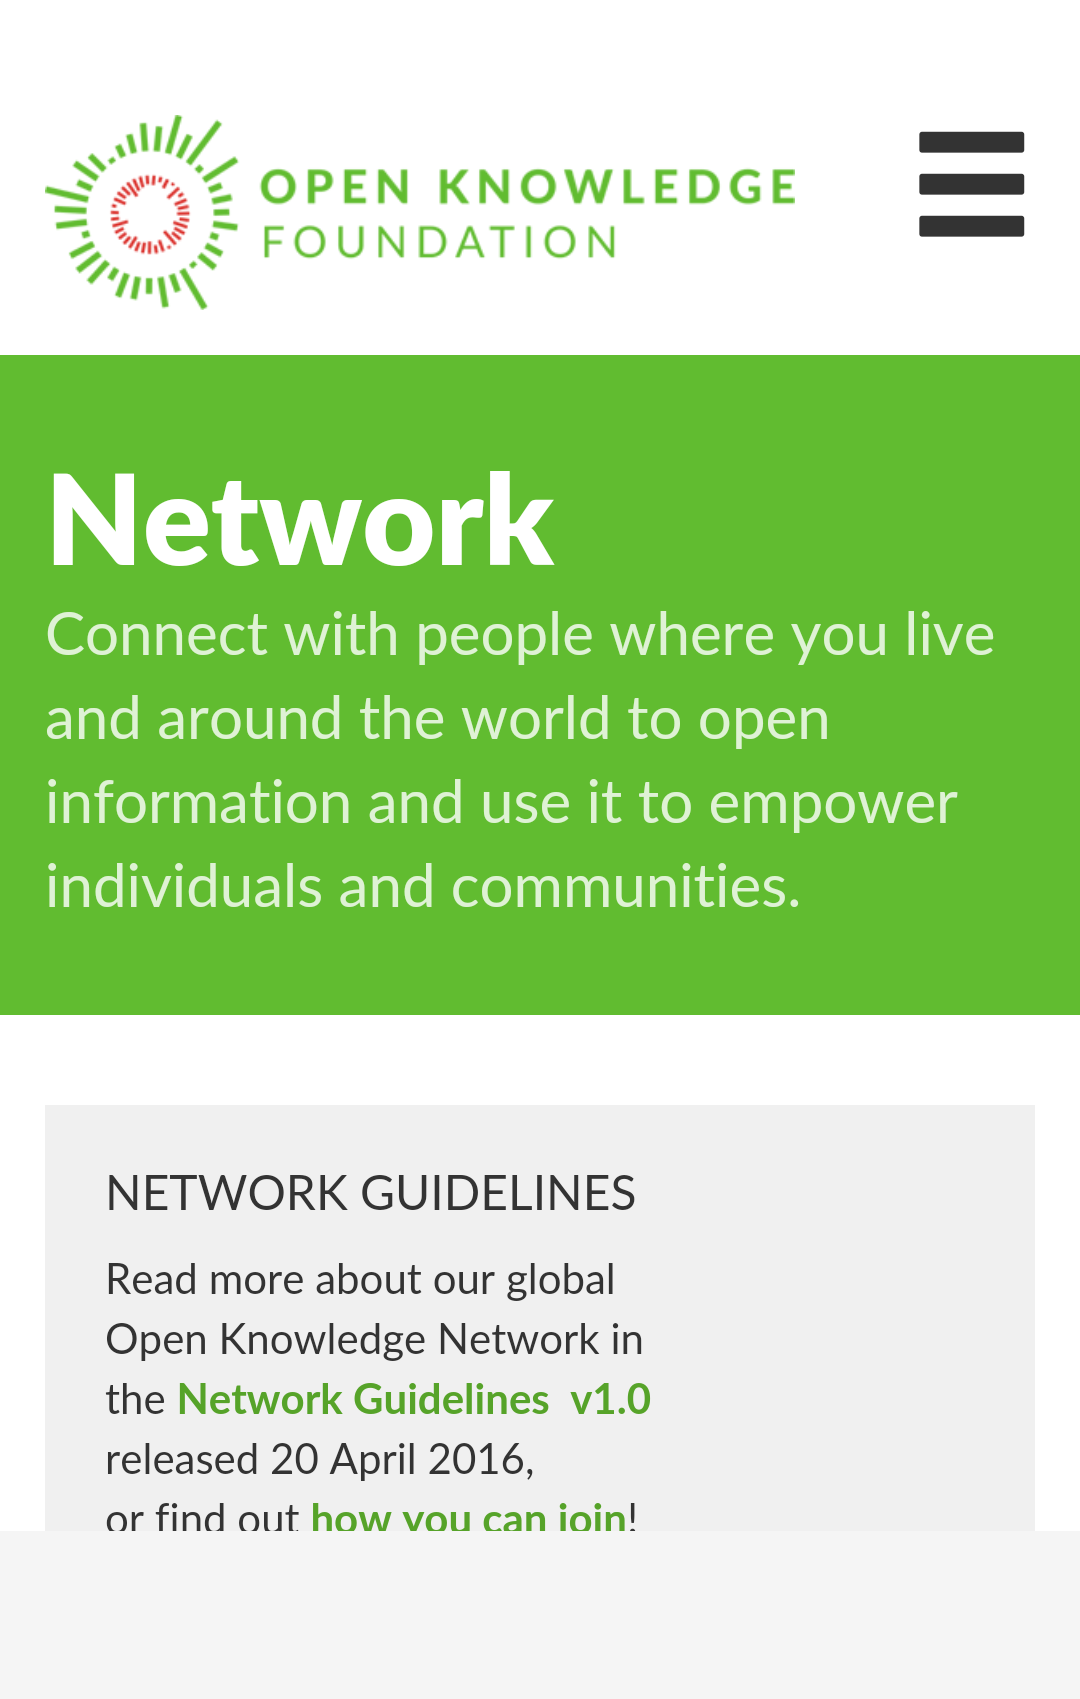 OPEN KNOWLEDGE
FOUNDATION
Network
Connect with people where you live
and around the world to open
information and use it to empower
individuals and communities.
NETWORK GUIDELINES
Read more about our global
Open Knowledge Network in
the Network Guidelines  v1.0
released 20 April 2016,
or find out how you can join!